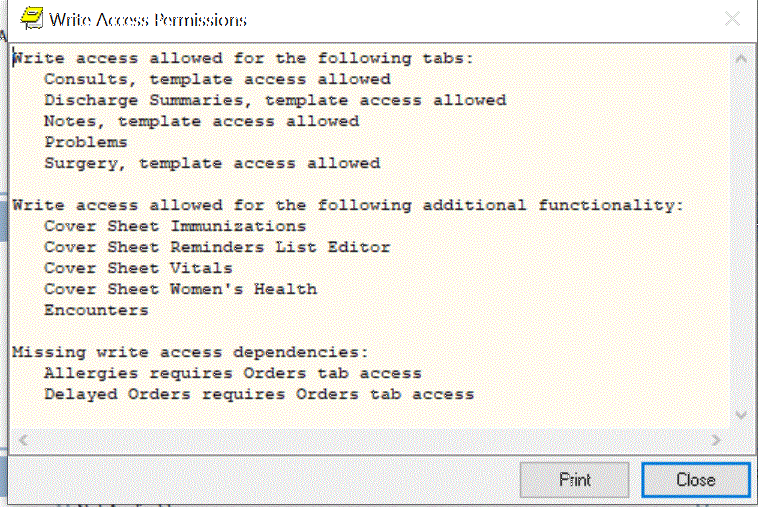 Write Access Permissions
Write access allowed for the following tabs:
Consults, template access allowed
Discharge Summaries, template access allowed
Notes, template access allowed
Problems
Surgery, template access allowed
Write access allowed for the following additional functionality:
Cover Sheet Immunizations
Cover Sheet Reminders List Editor
Cover Sheet Vitals
Cover Sheet Women's Health
Encounters
Missing write access dependencies:
Allergies requires Orders tab access
Delayed Orders requires Orders tab access
Print
Close